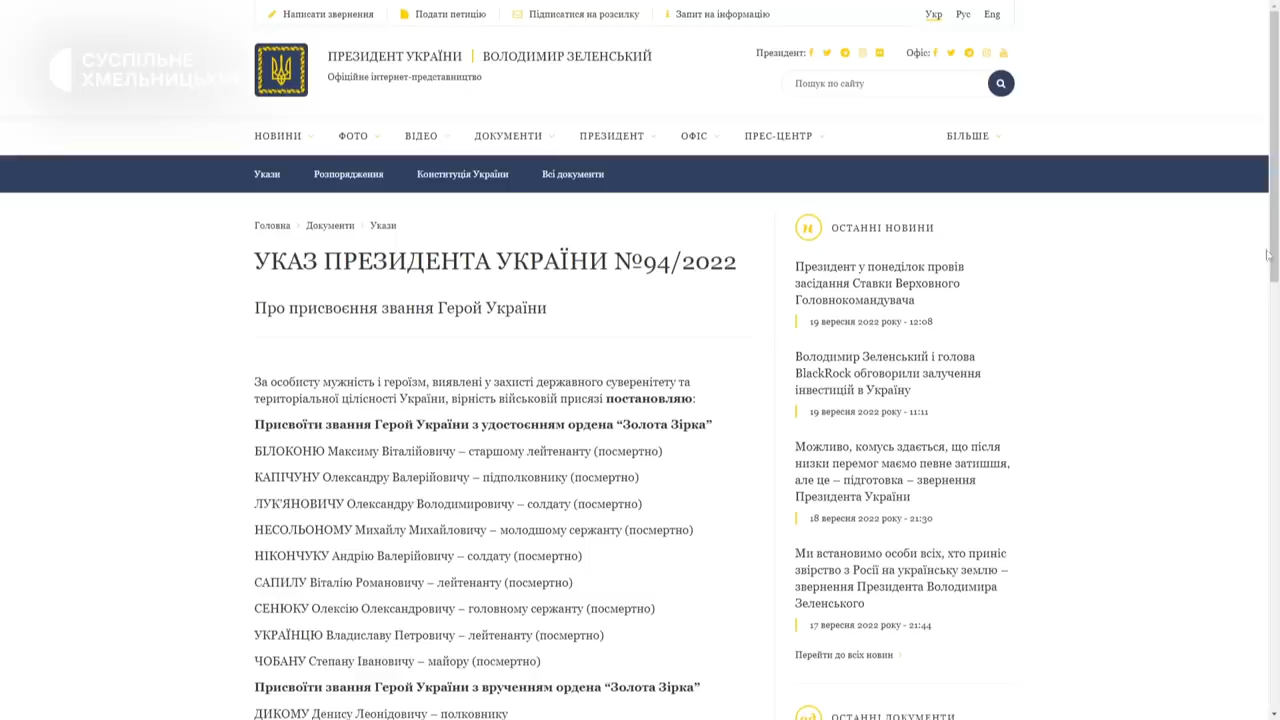 Написати звернення
Подати петицію
Підписатися на розсилку
Запит на інформацію
Укр Рус Eng
СУСПІЛЬНЕ
ХМЕЛЬНИЦЬКИЙ
ПРЕЗИДЕНТ УКРАЇНИ
ВОЛОДИМИР ЗЕЛЕНСЬКИЙ
Офіційне інтернет-представництво
Президент:
Офіс:
Пошук по сайту
НОВИНИ ФОТО ВІДЕО ДОКУМЕНТИ ПРЕЗИДЕНТ ОФІС ПРЕС-ЦЕНТР БІЛЬШЕ
Укази Розпорядження Конституція України Всі документи
Головна Документи Укази
УКАЗ ПРЕЗИДЕНТА УКРАЇНИ №94/2022
Про присвоєння звання Герой України
За особисту мужність і героїзм, виявлені у захисті державного суверенітету та
територіальної цілісності України, вірність військовій присязі постановляю:
Присвоїти звання Герой України з удостоєнням ордена “Золота Зірка”
БІЛОКОНЮ Максиму Віталійовичу – старшому лейтенанту (посмертно)
КАПІЧУНУ Олександру Валерійовичу – підполковнику (посмертно)
ЛУК'ЯНОВИЧУ Олександру Володимировичу – солдату (посмертно)
НЕСОЛЬОНОМУ Михайлу Михайловичу – молодшому сержанту (посмертно)
НІКОНЧУКУ Андрію Валерійовичу – солдату (посмертно)
САПИЛУ Віталію Романовичу – лейтенанту (посмертно)
СЕНЮКУ Олексію Олександровичу – головному сержанту (посмертно)
УКРАЇНЦЮ Владиславу Петровичу – лейтенанту (посмертно)
ЧОБАНУ Степану Івановичу – майору (посмертно)
Присвоїти звання Герой України з врученням ордена “Золота Зірка”
ДИКОМУ Денису Леонідовичу – полковнику
ОСТАННІ НОВИНИ
Президент у понеділок провів
засідання Ставки Верховного
Головнокомандувача
19 вересня 2022 року - 12:08
Володимир Зеленський і голова
BlackRock обговорили залучення
інвестицій в Україну
19 вересня 2022 року - 11:11
Можливо, комусь здається, що після
низки перемог маємо певне затишшя,
але це – підготовка – звернення
Президента України
18 вересня 2022 року - 21:30
Ми встановимо особи всіх, хто приніс
звірство з Росії на українську землю –
звернення Президента Володимира
Зеленського
17 вересня 2022 року - 21:44
Перейти до всіх новин
ОСТАННІ ДОКУМЕНТИ